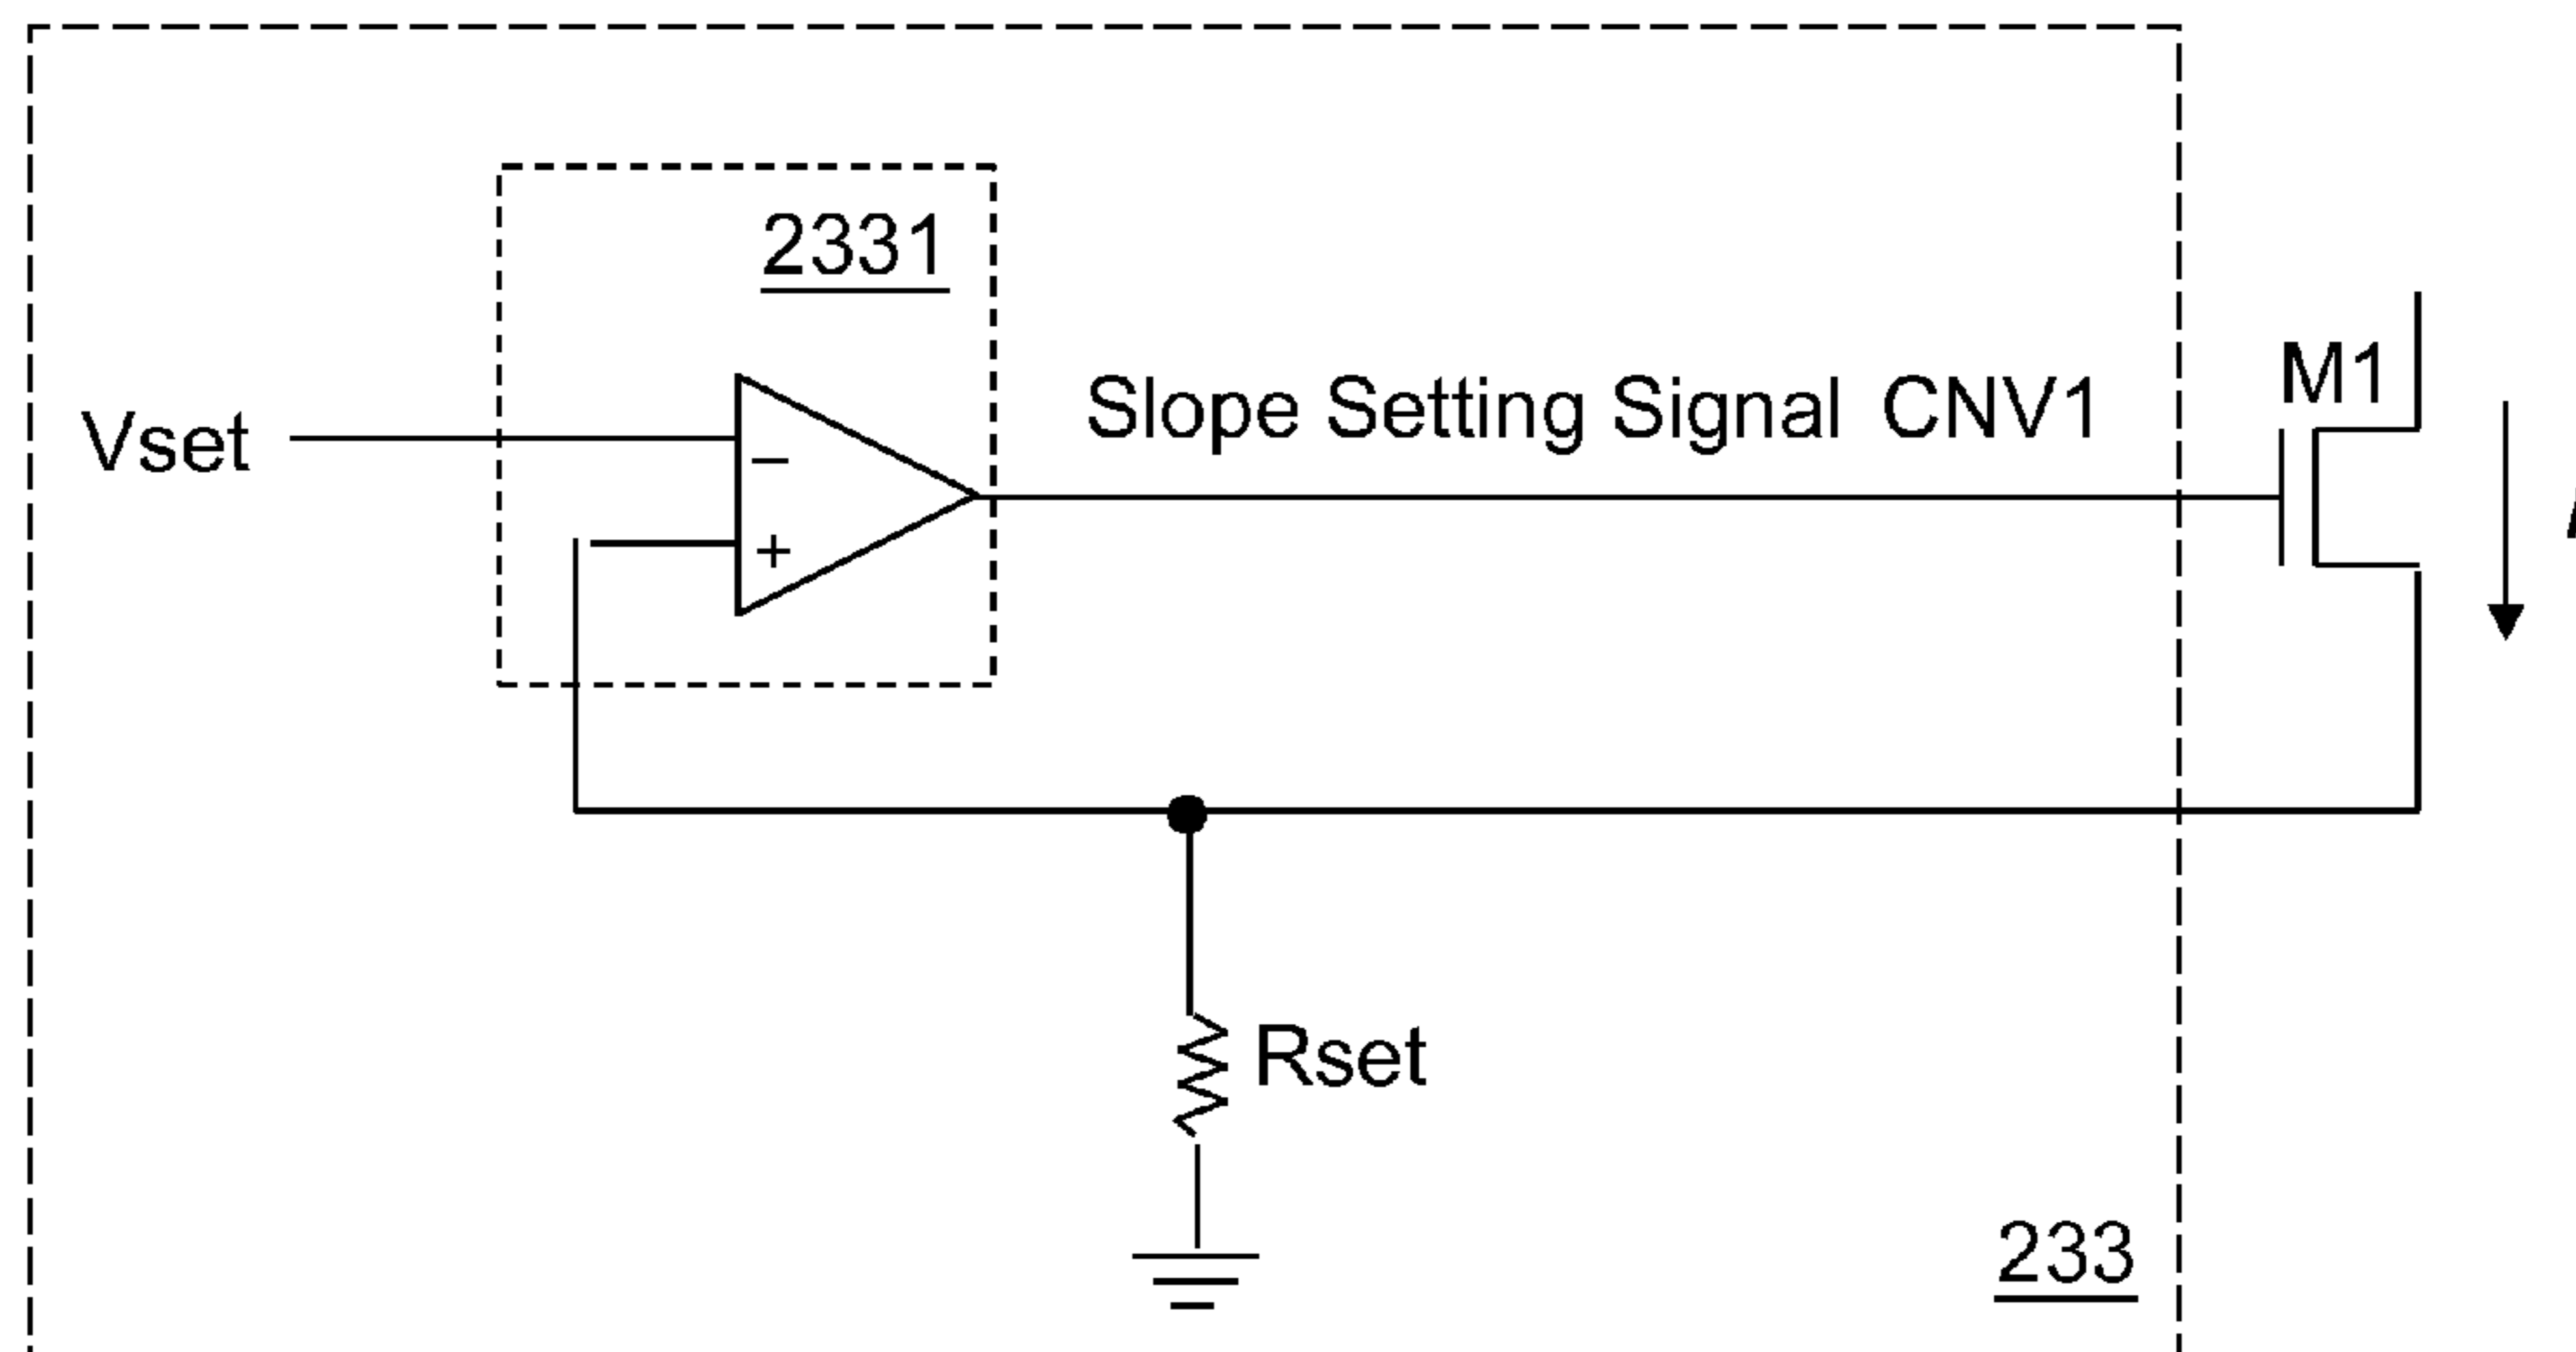 2331
M1
Slope Setting Signal CNV1
Vset
−
+
Rset
233